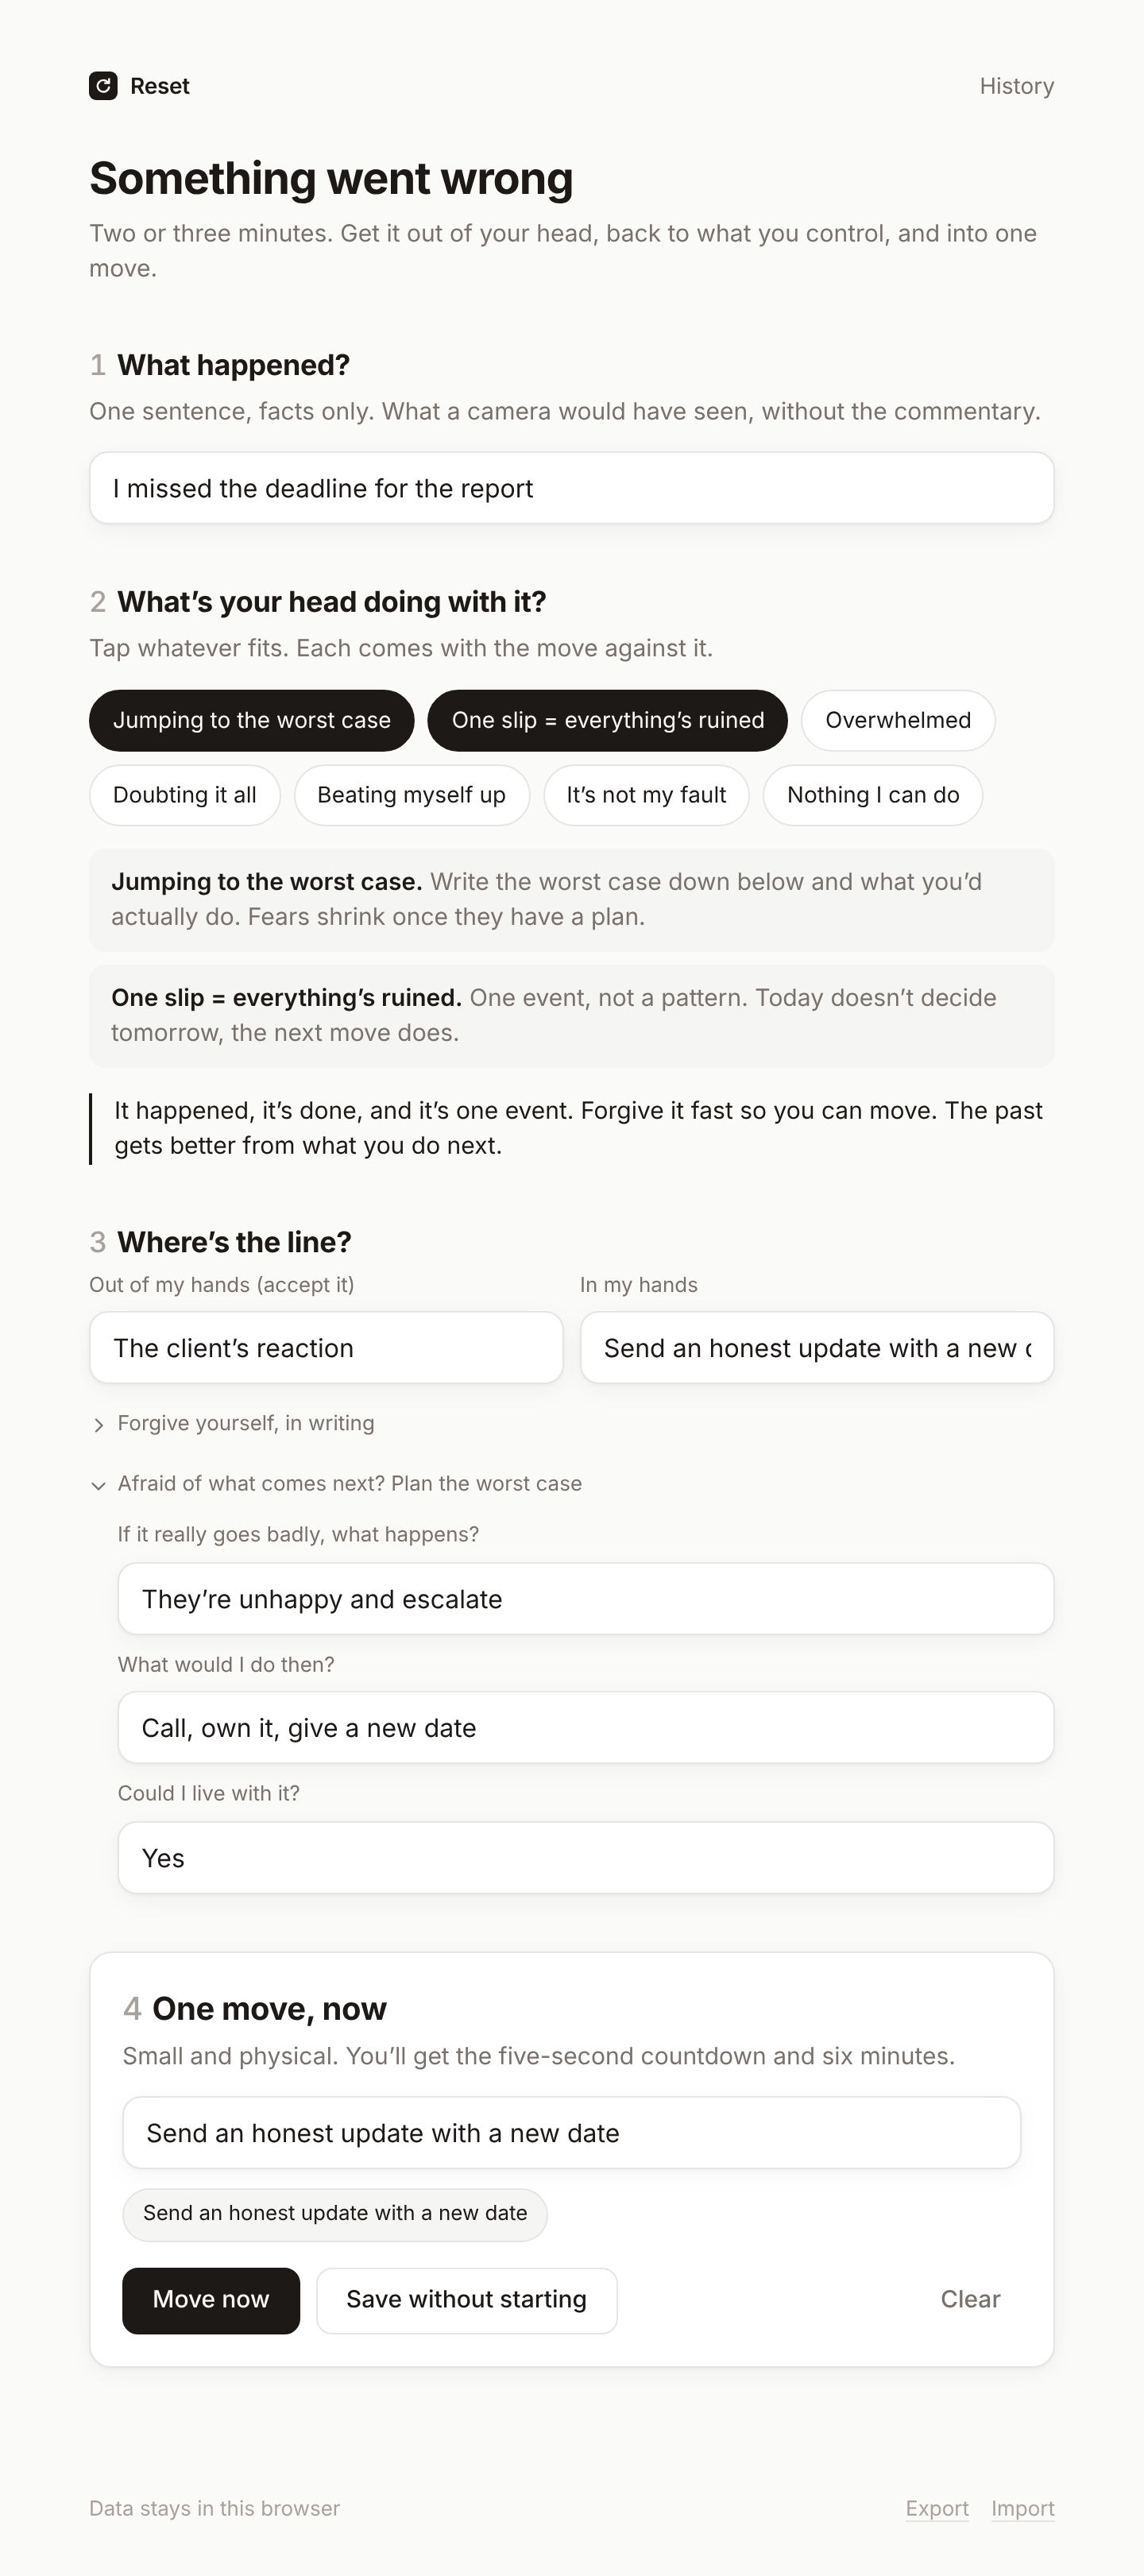 Reset
History
Something went wrong
Two or three minutes. Get it out of your head, back to what you control, and into one
move.
1 What happened?
One sentence, facts only. What a camera would have seen, without the commentary.
I missed the deadline for the report
2 What’s your head doing with it?
Tap whatever fits. Each comes with the move against it.
Jumping to the worst case
One slip = everything’s ruined
Overwhelmed
Doubting it all
Beating myself up
It’s not my fault
Nothing I can do
Jumping to the worst case. Write the worst case down below and what you’d
actually do. Fears shrink once they have a plan.
One slip = everything’s ruined. One event, not a pattern. Today doesn’t decide
tomorrow, the next move does.
It happened, it’s done, and it’s one event. Forgive it fast so you can move. The past
gets better from what you do next.
3 Where’s the line?
Out of my hands (accept it)
In my hands
The client’s reaction
Send an honest update with a new
Forgive yourself, in writing
Afraid of what comes next? Plan the worst case
If it really goes badly, what happens?
They’re unhappy and escalate
What would I do then?
Call, own it, give a new date
Could I live with it?
Yes
4 One move, now
Small and physical. You’ll get the five-second countdown and six minutes.
Send an honest update with a new date
Send an honest update with a new date
Move now
Save without starting
Clear
Data stays in this browser
Export
Import